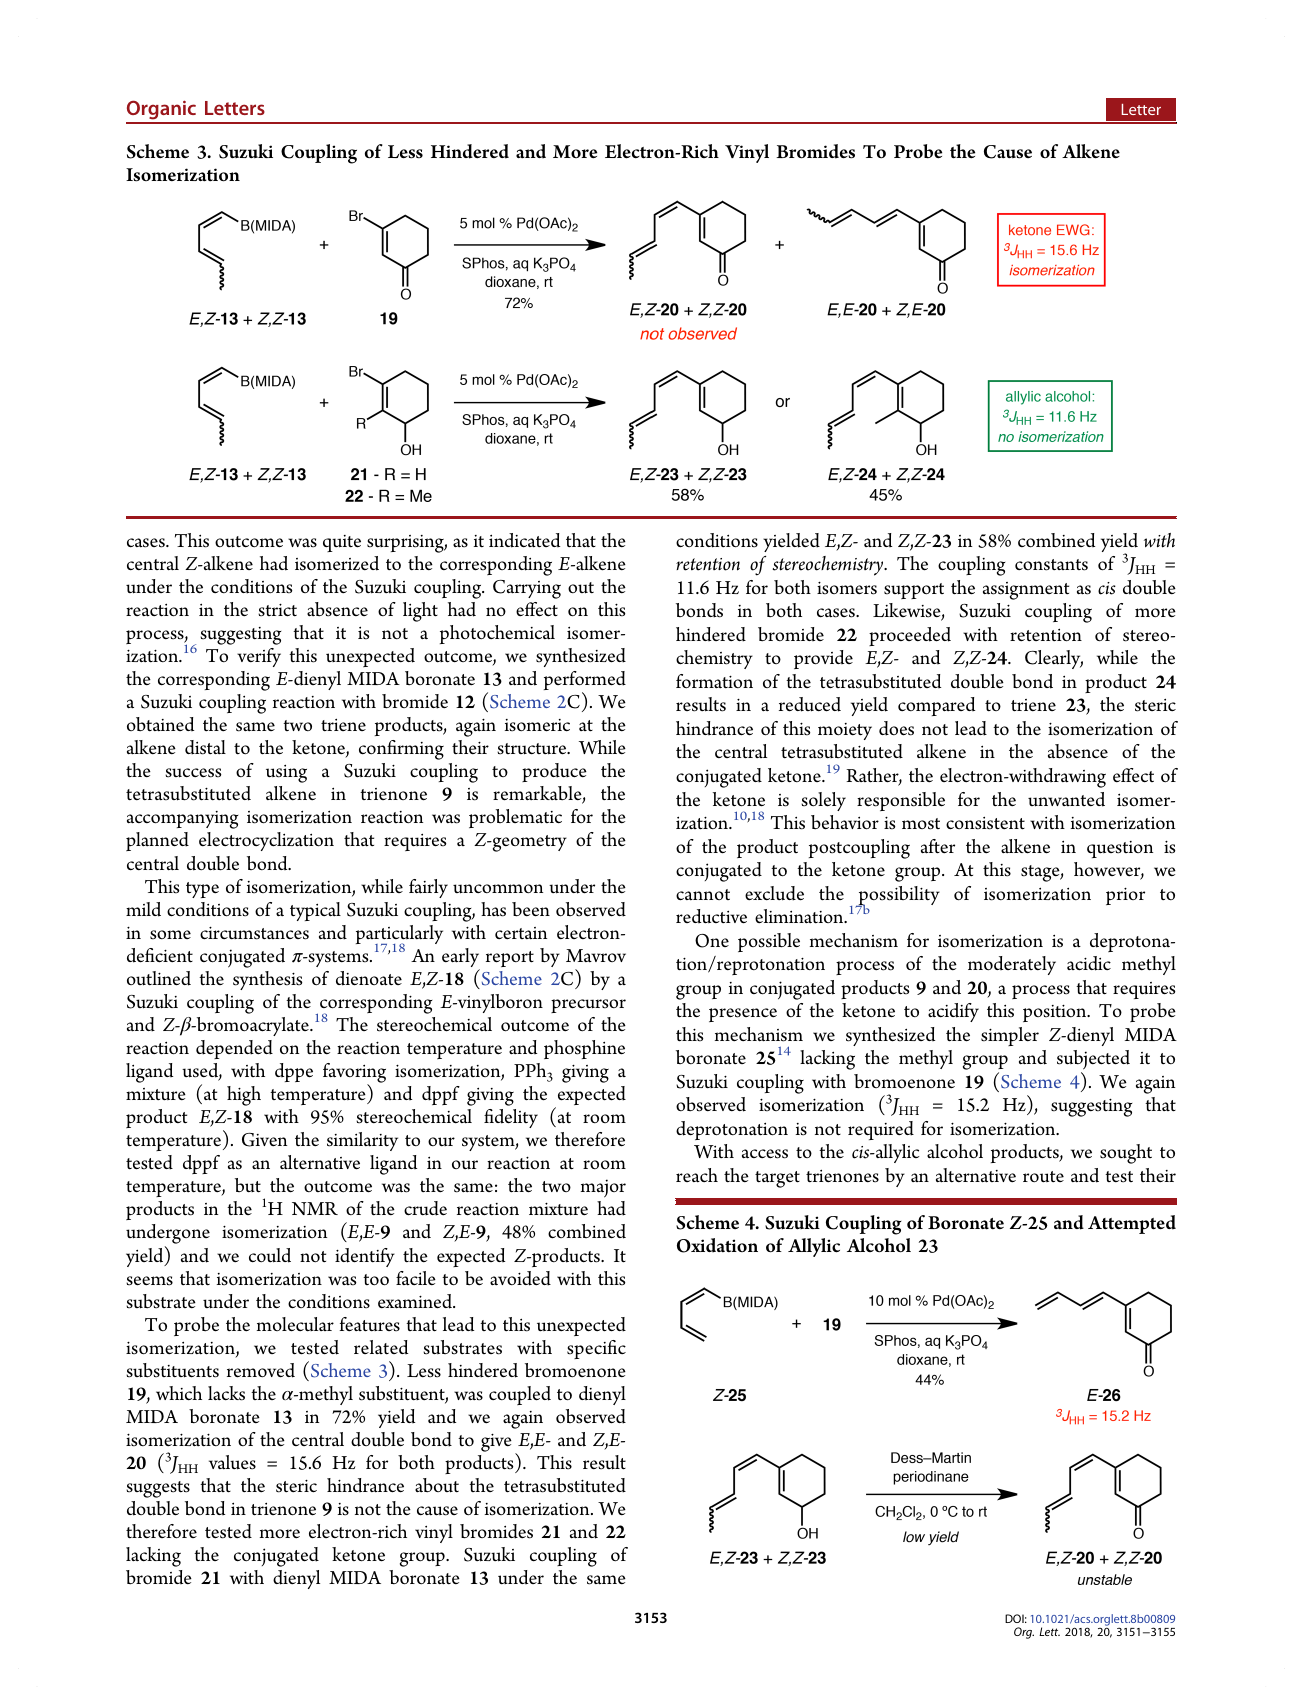 Organic Letters
Letter
Scheme 3. Suzuki Coupling of Less Hindered and More Electron-Rich Vinyl Bromides To Probe the Cause of Alkene
Isomerization
B(MIDA)
+
Br
O
5 mol % Pd(OAc)2
SPhos, aq K3PO4
dioxane, rt
72%
O
+
O
ketone EWG:
3JHH = 15.6 Hz
isomerization
E,Z-13 + Z,Z-13
19
E,Z-20 + Z,Z-20
not observed
E,E-20 + Z,E-20
B(MIDA)
+
Br
R
OH
5 mol % Pd(OAc)2
SPhos, aq K3PO4
dioxane, rt
OH
or
OH
allylic alcohol:
3JHH = 11.6 Hz
no isomerization
E,Z-13 + Z,Z-13
21 - R = H
22 - R = Me
E,Z-23 + Z,Z-23
58%
E,Z-24 + Z,Z-24
45%
cases. This outcome was quite surprising, as it indicated that the
central Z-alkene had isomerized to the corresponding E-alkene
under the conditions of the Suzuki coupling. Carrying out the
reaction in the strict absence of light had no effect on this
process, suggesting that it is not a photochemical isomer-
ization.16 To verify this unexpected outcome, we synthesized
the corresponding E-dienyl MIDA boronate 13 and performed
a Suzuki coupling reaction with bromide 12 (Scheme 2C). We
obtained the same two triene products, again isomeric at the
alkene distal to the ketone, confirming their structure. While
the success of using a Suzuki coupling to produce the
tetrasubstituted alkene in trienone 9 is remarkable, the
accompanying isomerization reaction was problematic for the
planned electrocyclization that requires a Z-geometry of the
central double bond.
This type of isomerization, while fairly uncommon under the
mild conditions of a typical Suzuki coupling, has been observed
in some circumstances and particularly with certain electron-
deficient conjugated π-systems.17,18 An early report by Mavrov
outlined the synthesis of dienoate E,Z-18 (Scheme 2C) by a
Suzuki coupling of the corresponding E-vinylboron precursor
and Z-β-bromoacrylate.18 The stereochemical outcome of the
reaction depended on the reaction temperature and phosphine
ligand used, with dppe favoring isomerization, PPh3 giving a
mixture (at high temperature) and dppf giving the expected
product E,Z-18 with 95% stereochemical fidelity (at room
temperature). Given the similarity to our system, we therefore
tested dppf as an alternative ligand in our reaction at room
temperature, but the outcome was the same: the two major
products in the 1H NMR of the crude reaction mixture had
undergone isomerization (E,E-9 and Z,E-9, 48% combined
yield) and we could not identify the expected Z-products. It
seems that isomerization was too facile to be avoided with this
substrate under the conditions examined.
To probe the molecular features that lead to this unexpected
isomerization, we tested related substrates with specific
substituents removed (Scheme 3). Less hindered bromoenone
19, which lacks the α-methyl substituent, was coupled to dienyl
MIDA boronate 13 in 72% yield and we again observed
isomerization of the central double bond to give E,E- and Z,E-
20 (3JHH values = 15.6 Hz for both products). This result
suggests that the steric hindrance about the tetrasubstituted
double bond in trienone 9 is not the cause of isomerization. We
therefore tested more electron-rich vinyl bromides 21 and 22
lacking the conjugated ketone group. Suzuki coupling of
bromide 21 with dienyl MIDA boronate 13 under the same
conditions yielded E,Z- and Z,Z-23 in 58% combined yield with
retention of stereochemistry. The coupling constants of 3JHH =
11.6 Hz for both isomers support the assignment as cis double
bonds in both cases. Likewise, Suzuki coupling of more
hindered bromide 22 proceeded with retention of stereo-
chemistry to provide E,Z- and Z,Z-24. Clearly, while the
formation of the tetrasubstituted double bond in product 24
results in a reduced yield compared to triene 23, the steric
hindrance of this moiety does not lead to the isomerization of
the central tetrasubstituted alkene in the absence of the
conjugated ketone.19 Rather, the electron-withdrawing effect of
the ketone is solely responsible for the unwanted isomer-
ization.10,18 This behavior is most consistent with isomerization
of the product postcoupling after the alkene in question is
conjugated to the ketone group. At this stage, however, we
cannot exclude the possibility of isomerization prior to
reductive elimination.17b
One possible mechanism for isomerization is a deprotona-
tion/reprotonation process of the moderately acidic methyl
group in conjugated products 9 and 20, a process that requires
the presence of the ketone to acidify this position. To probe
this mechanism we synthesized the simpler Z-dienyl MIDA
boronate 2514 lacking the methyl group and subjected it to
Suzuki coupling with bromoenone 19 (Scheme 4). We again
observed isomerization (3JHH = 15.2 Hz), suggesting that
deprotonation is not required for isomerization.
With access to the cis-allylic alcohol products, we sought to
reach the target trienones by an alternative route and test their
Scheme 4. Suzuki Coupling of Boronate Z-25 and Attempted
Oxidation of Allylic Alcohol 23
B(MIDA)
+ 19
10 mol % Pd(OAc)2
SPhos, aq K3PO4
dioxane, rt
44%
O
Z-25
E-26
3JHH = 15.2 Hz
OH
Dess–Martin
periodinane
CH2Cl2, 0 ºC to rt
low yield
O
E,Z-23 + Z,Z-23
E,Z-20 + Z,Z-20
unstable
3153
DOI: 10.1021/acs.orglett.8b00809
Org. Lett. 2018, 20, 3151−3155